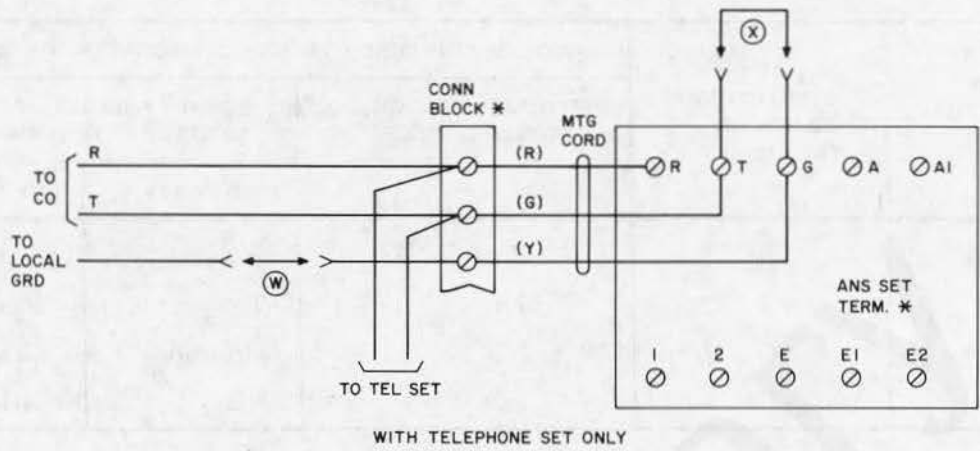 X
CONN
BLOCK *
MTG
CORD
R
(R)
R
T
G
A
A1
TO
CO
T
(G)
TO
LOCAL
GRD
W
(Y)
ANS SET
TERM. *
1
2
E
E1
E2
TO TEL SET
WITH TELEPHONE SET ONLY